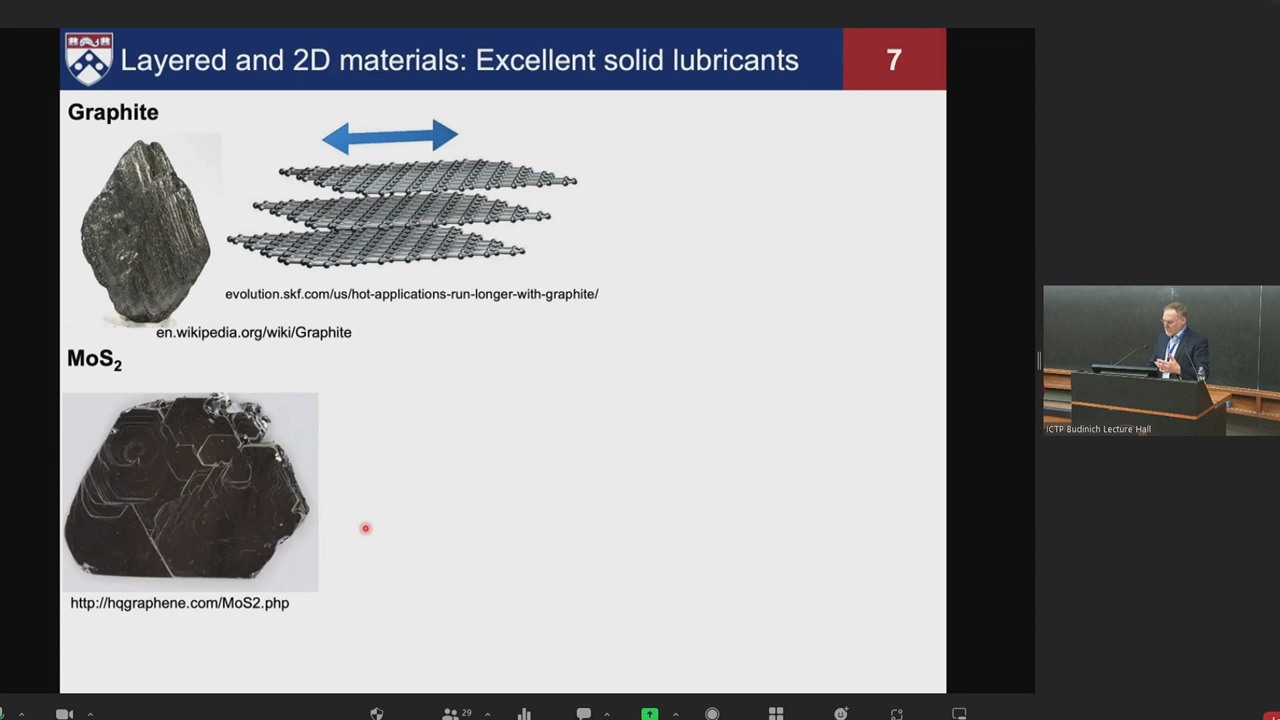 Layered and 2D materials: Excellent solid lubricants
7
Graphite
evolution.skf.com/us/hot-applications-run-longer-with-graphite/
en.wikipedia.org/wiki/Graphite
MoS₂
http://hqgraphene.com/MoS2.php
ICTP Budinich Lecture Hall
29